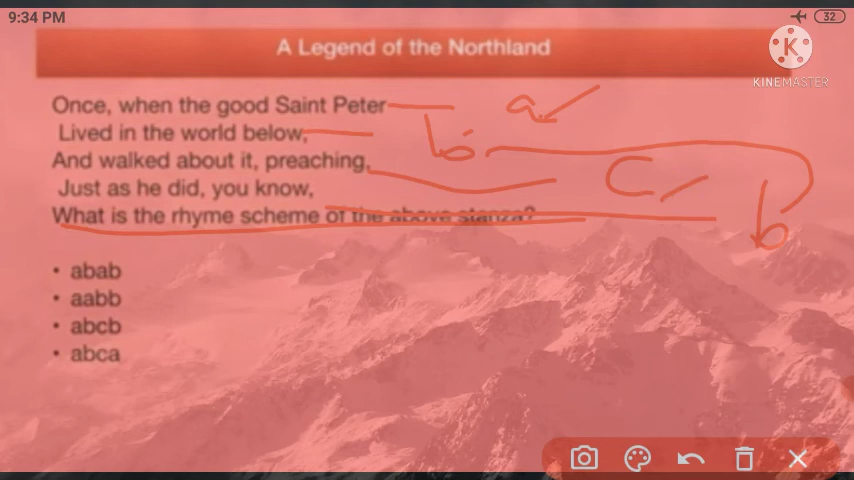 9:34 PM
32
A Legend of the Northland
K
KINEMASTER
Once, when the good Saint Peter
a
Lived in the world below,
b
And walked about it, preaching,
C
Just as he did, you know,
b
What is the rhyme scheme of the above stanza?
• abab
• aabb
• abcb
• abca